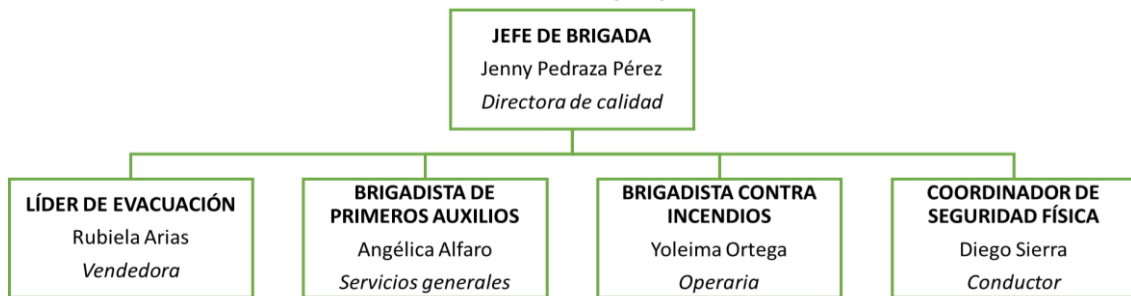 JEFE DE BRIGADA
Jenny Pedraza Pérez
Directora de calidad
LÍDER DE EVACUACIÓN
Rubiela Arias
Vendedora
BRIGADISTA DE
PRIMEROS AUXILIOS
Angélica Alfaro
Servicios generales
BRIGADISTA CONTRA
INCENDIOS
Yoleima Ortega
Operaria
COORDINADOR DE
SEGURIDAD FÍSICA
Diego Sierra
Conductor